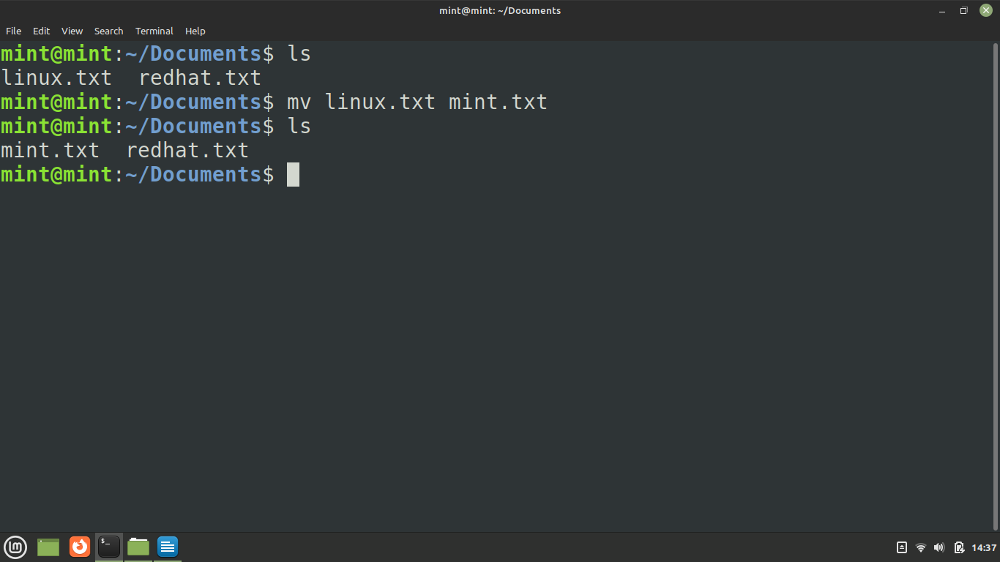 mint@mint: ~/Documents
File Edit View Search Terminal Help
mint@mint:~/Documents$ ls
linux.txt  redhat.txt
mint@mint:~/Documents$ mv linux.txt mint.txt
mint@mint:~/Documents$ ls
mint.txt  redhat.txt
mint@mint:~/Documents$
$_
14:37